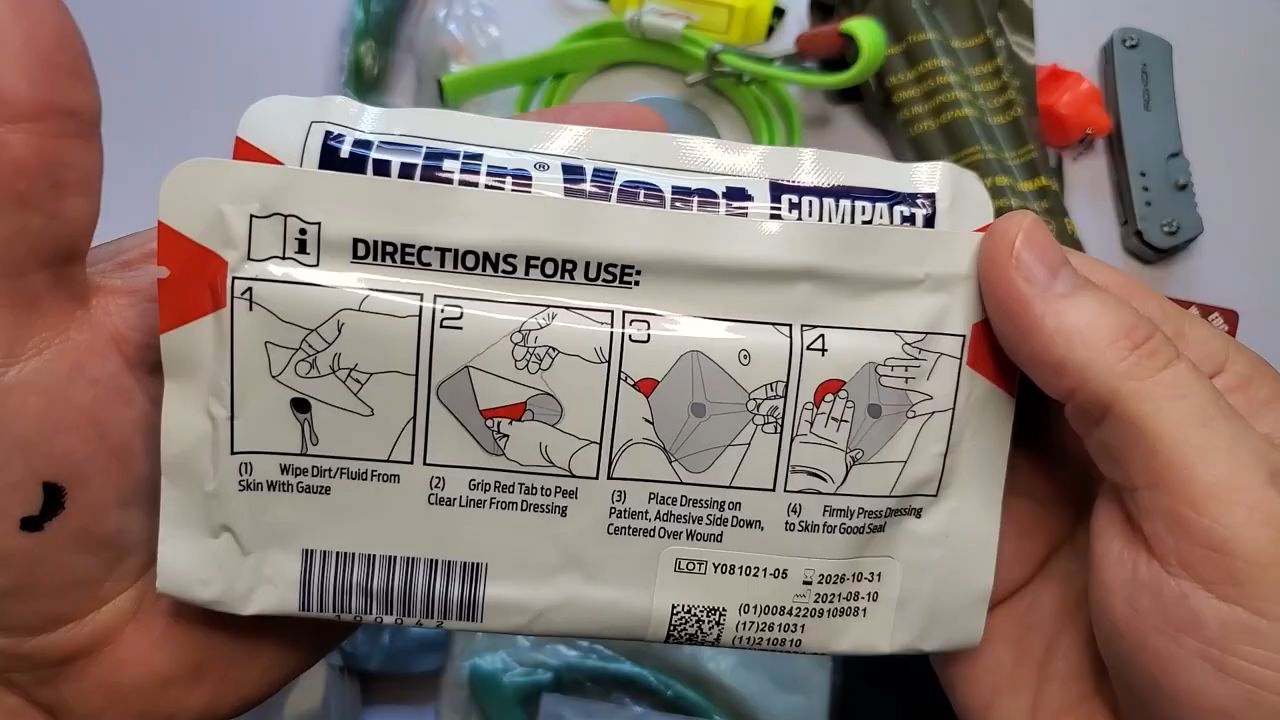 HyFin® Vent COMPACT
DIRECTIONS FOR USE:
1
2
3
4
(1) Wipe Dirt/Fluid From
Skin With Gauze
(2) Grip Red Tab to Peel
Clear Liner From Dressing
(3) Place Dressing on
Patient, Adhesive Side Down,
Centered Over Wound
(4) Firmly Press Dressing
to Skin for Good Seal
LOT Y081021-05
2026-10-31
2021-08-10
(01)00842209109081
(17)261031
(11)210810